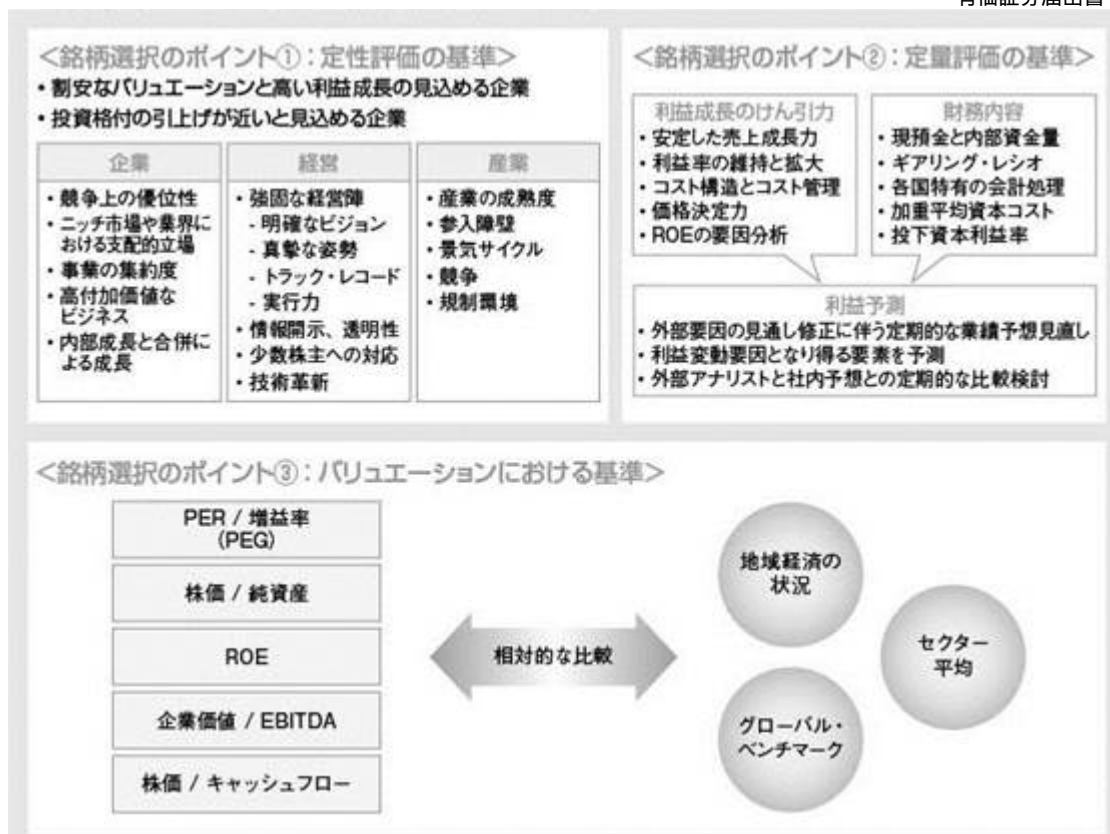 ＜銘柄選択のポイント①：定性評価の基準＞
・割安なバリュエーションと高い利益成長の見込める企業
・投資格付の引上げが近いと見込める企業
企業
・競争上の優位性
・ニッチ市場や業界に
おける支配的立場
・事業の集約度
・高付加価値な
ビジネス
・内部成長と合併に
よる成長
経営
・強固な経営陣
- 明確なビジョン
- 真摯な姿勢
- トラック・レコード
- 実行力
・情報開示、透明性
・少数株主への対応
・技術革新
産業
・産業の成熟度
・参入障壁
・景気サイクル
・競争
・規制環境
＜銘柄選択のポイント②：定量評価の基準＞
利益成長のけん引力
・安定した売上成長力
・利益率の維持と拡大
・コスト構造とコスト管理
・価格決定力
・ROEの要因分析
財務内容
・現預金と内部資金量
・ギアリング・レシオ
・各国特有の会計処理
・加重平均資本コスト
・投下資本利益率
利益予測
・外部要因の見通し修正に伴う定期的な業績予想見直し
・利益変動要因となり得る要素を予測
・外部アナリストと社内予想との定期的な比較検討
＜銘柄選択のポイント③：バリュエーションにおける基準＞
PER / 増益率
(PEG)
株価 / 純資産
ROE
企業価値 / EBITDA
株価 / キャッシュフロー
相対的な比較
地域経済の
状況
セクター
平均
グローバル・
ベンチマーク